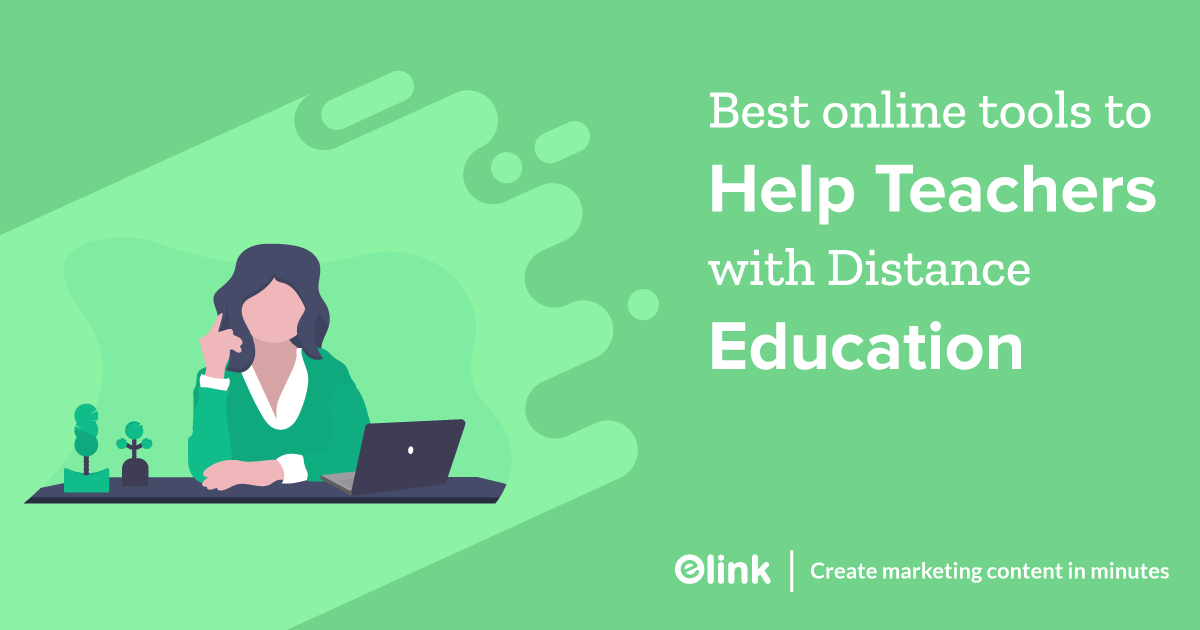 Best online tools to
Help Teachers
with Distance
Education
elink | Create marketing content in minutes